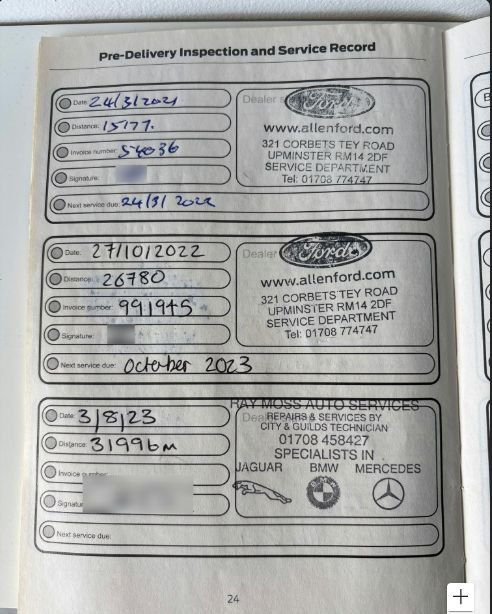 Pre-Delivery Inspection and Service Record
Date: 24/3/2021
Distance: 15777.
Invoice number: 54036
Signature:
Next service due: 24/3/2022
Dealer
Ford
www.allenford.com
321 CORBETS TEY ROAD
UPMINSTER RM14 2DF
SERVICE DEPARTMENT
Tel: 01708 774747
Date: 27/10/2022
Distance: 26780
Invoice number: 991945
Signature:
Next service due: October 2023
Dealer
Ford
www.allenford.com
321 CORBETS TEY ROAD
UPMINSTER RM14 2DF
SERVICE DEPARTMENT
Tel: 01708 774747
Date: 3/8/23
Distance: 31996m
Invoice number:
Signatu
Next service due:
RAY MOSS AUTO SERVICES
REPAIRS & SERVICES BY
CITY & GUILDS TECHNICIAN
01708 458427
SPECIALISTS IN
JAGUAR BMW MERCEDES
24